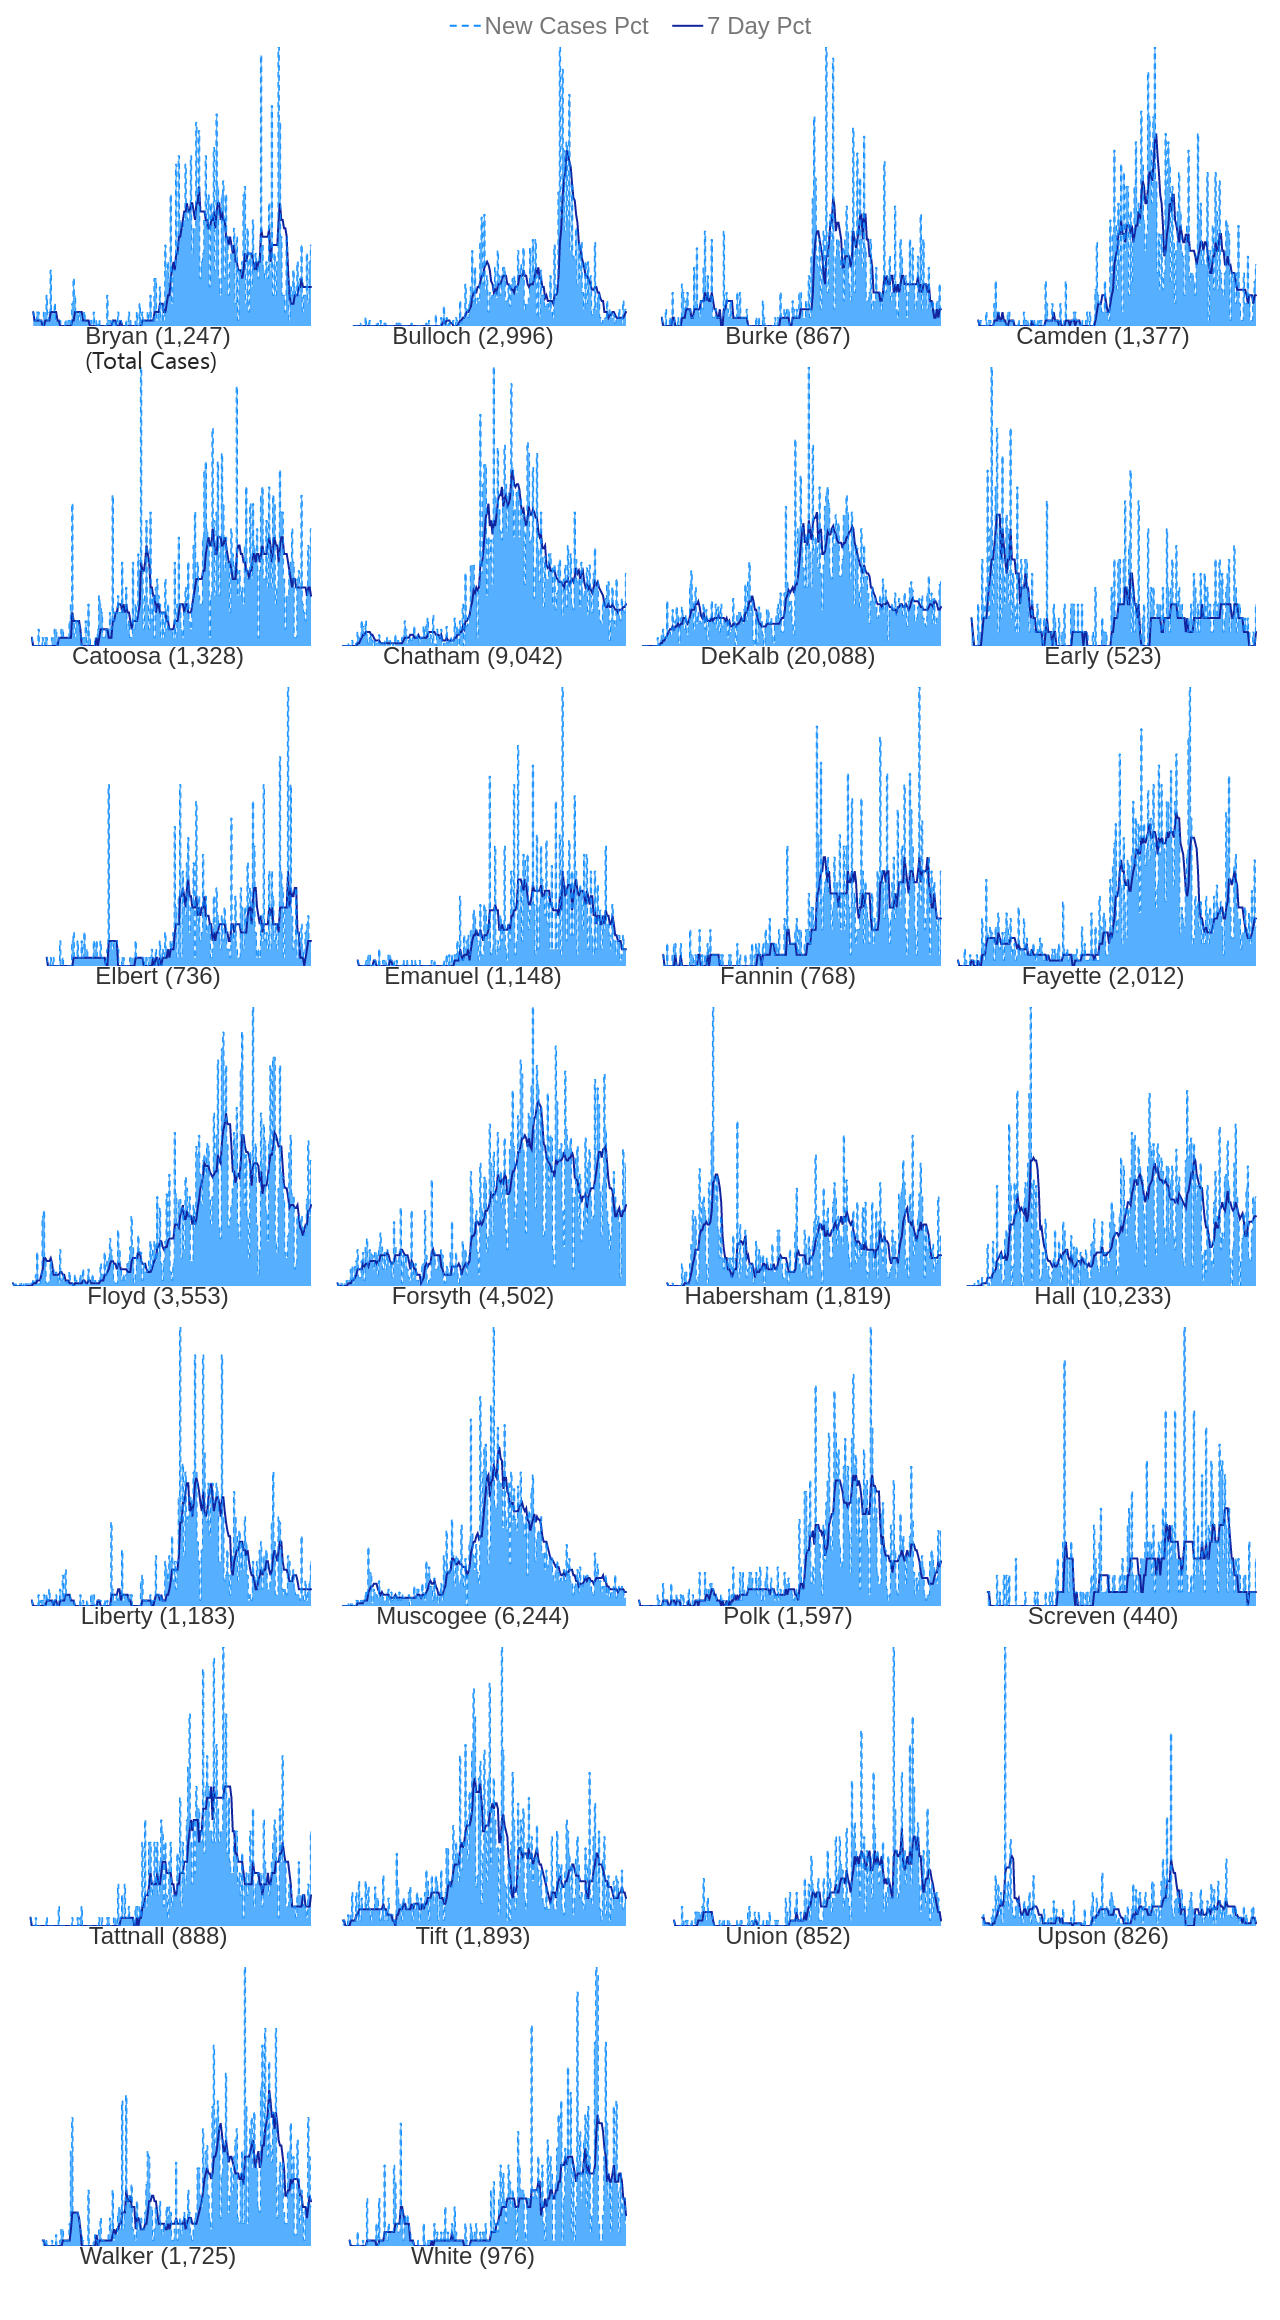 New Cases Pct 7 Day Pct
Bryan (1,247) Bulloch (2,996) Burke (867) Camden (1,377)
(Total Cases)
Catoosa (1,328) Chatham (9,042) DeKalb (20,088) Early (523)
Elbert (736) Emanuel (1,148) Fannin (768) Fayette (2,012)
Floyd (3,553) Forsyth (4,502) Habersham (1,819) Hall (10,233)
Liberty (1,183) Muscogee (6,244) Polk (1,597) Screven (440)
Tattnall (888) Tift (1,893) Union (852) Upson (826)
Walker (1,725) White (976)